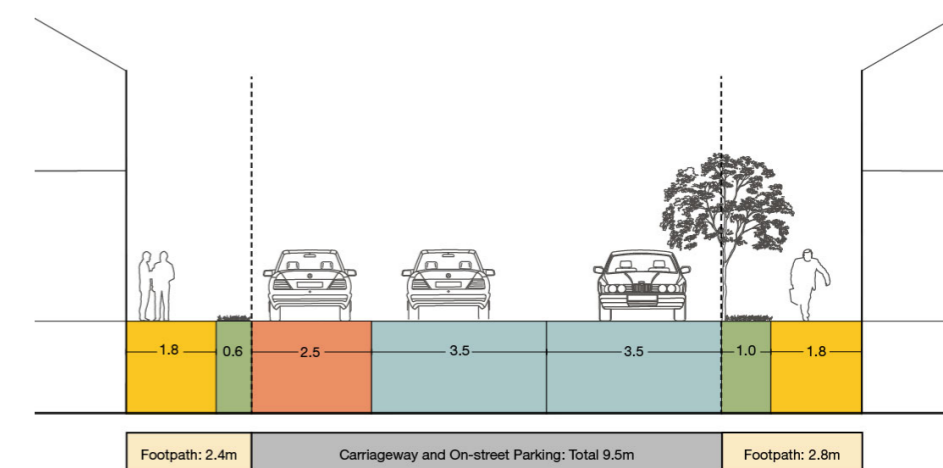 1.8
0.6
2.5
3.5
3.5
1.0
1.8
Footpath: 2.4m
Carriageway and On-street Parking: Total 9.5m
Footpath: 2.8m